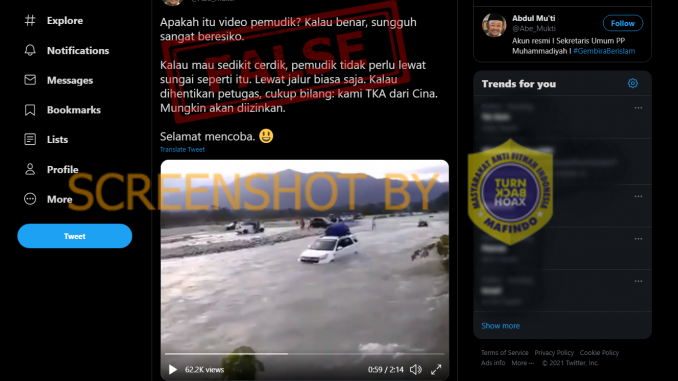 Explore
Notifications
Messages
Bookmarks
Lists
Profile
More
Tweet
Apakah itu video pemudik? Kalau benar, sungguh
sangat beresiko.
Kalau mau sedikit cerdik, pemudik tidak perlu lewat
sungai seperti itu. Lewat jalur biasa saja. Kalau
dihentikan petugas, cukup bilang: kami TKA dari Cina.
Mungkin akan diizinkan.
Selamat mencoba. 😃
Translate Tweet
FALSE
SCREENSHOT BY
62.2K views
0:59 / 2:14
Abdul Mu'ti
@Abe_Mukti
Follow
Akun resmi I Sekretaris Umum PP
Muhammadiyah I #GembiraBerislam
Trends for you
MASYARAKAT ANTI FITNAH INDONESIA
TURN
BACK
HOAX
MAFINDO
Show more
Terms of Service Privacy Policy Cookie Policy
Ads info More ··· © 2021 Twitter, Inc.